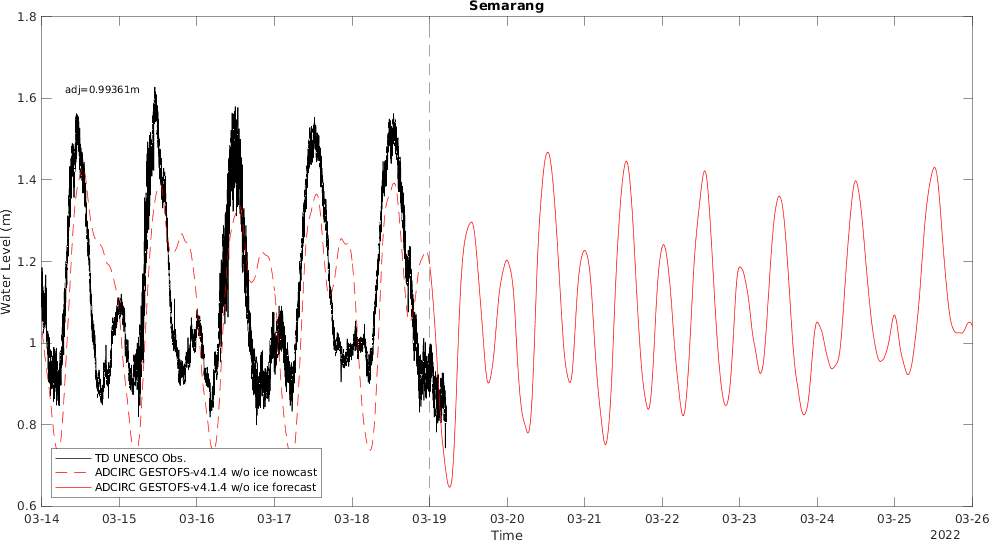 Semarang
1.8
1.6
1.4
1.2
1
0.8
0.6
Water Level (m)
adj=0.99361m
TD UNESCO Obs.
ADCIRC GESTOFS-v4.1.4 w/o ice nowcast
ADCIRC GESTOFS-v4.1.4 w/o ice forecast
03-14 03-15 03-16 03-17 03-18 03-19 03-20 03-21 03-22 03-23 03-24 03-25 03-26
Time
2022